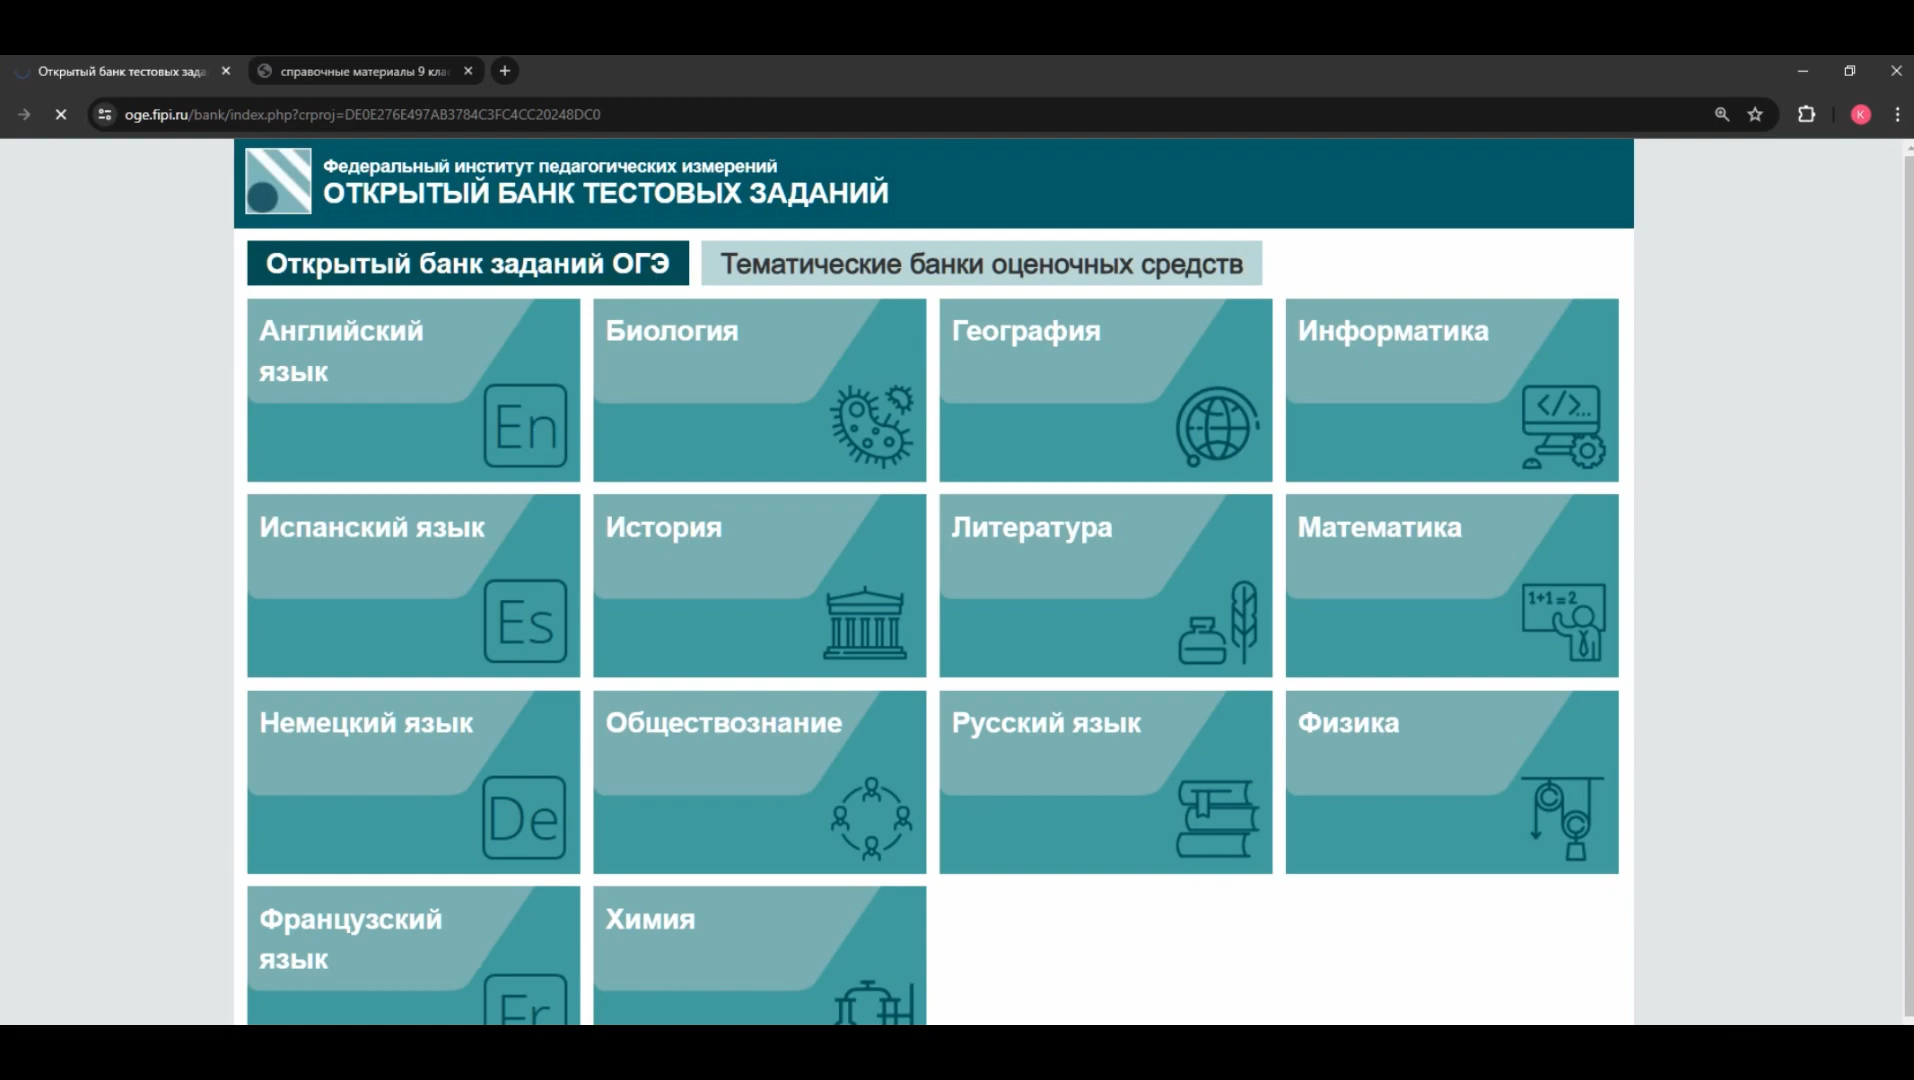 Открытый банк тестовых зада
справочные материалы 9 клас
oge.fipi.ru/bank/index.php?crproj=DE0E276E497AB3784C3FC4CC20248DC0
K
Федеральный институт педагогических измерений
ОТКРЫТЫЙ БАНК ТЕСТОВЫХ ЗАДАНИЙ
Открытый банк заданий ОГЭ
Тематические банки оценочных средств
Английский
язык
En
Биология
География
Информатика
</>...
Испанский язык
Es
История
Литература
Математика
1+1=2
Немецкий язык
De
Обществознание
Русский язык
Физика
Французский
язык
Fr
Химия